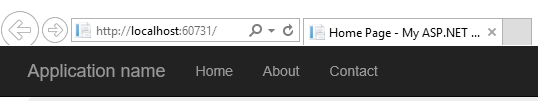 http://localhost:60731/ Home Page - My ASP.NET ...
Application name Home About Contact